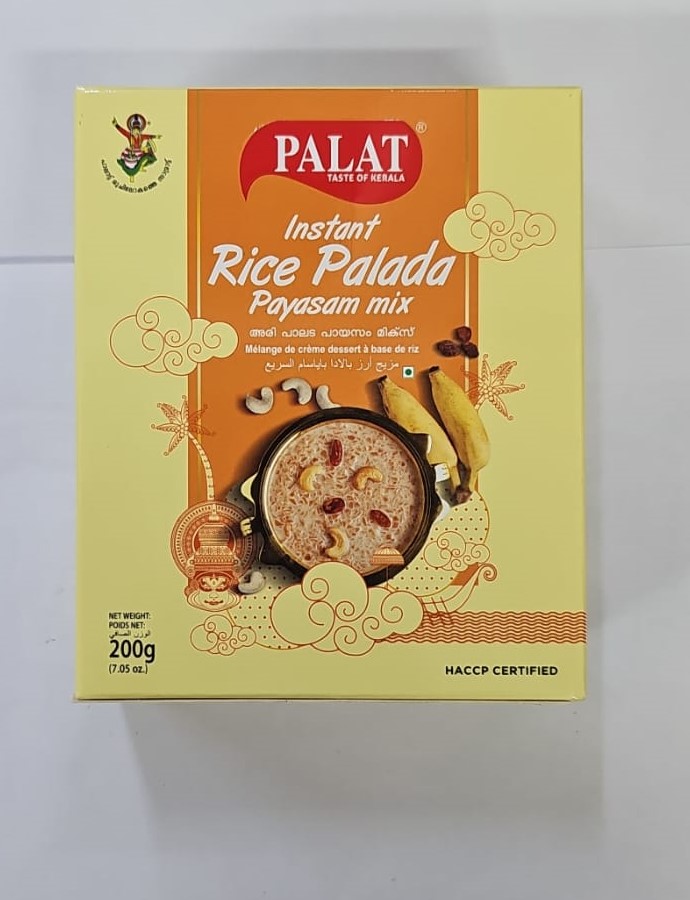 PALAT®
TASTE OF KERALA
Instant
Rice Palada
Payasam mix
അരി പാലട പായസം മിക്സ്
Mélange de crème dessert à base de riz
مزيج أرز بالادا باياسام السريع
NET WEIGHT:
POIDS NET:
الوزن الصافي
200g
(7.05 oz.)
HACCP CERTIFIED